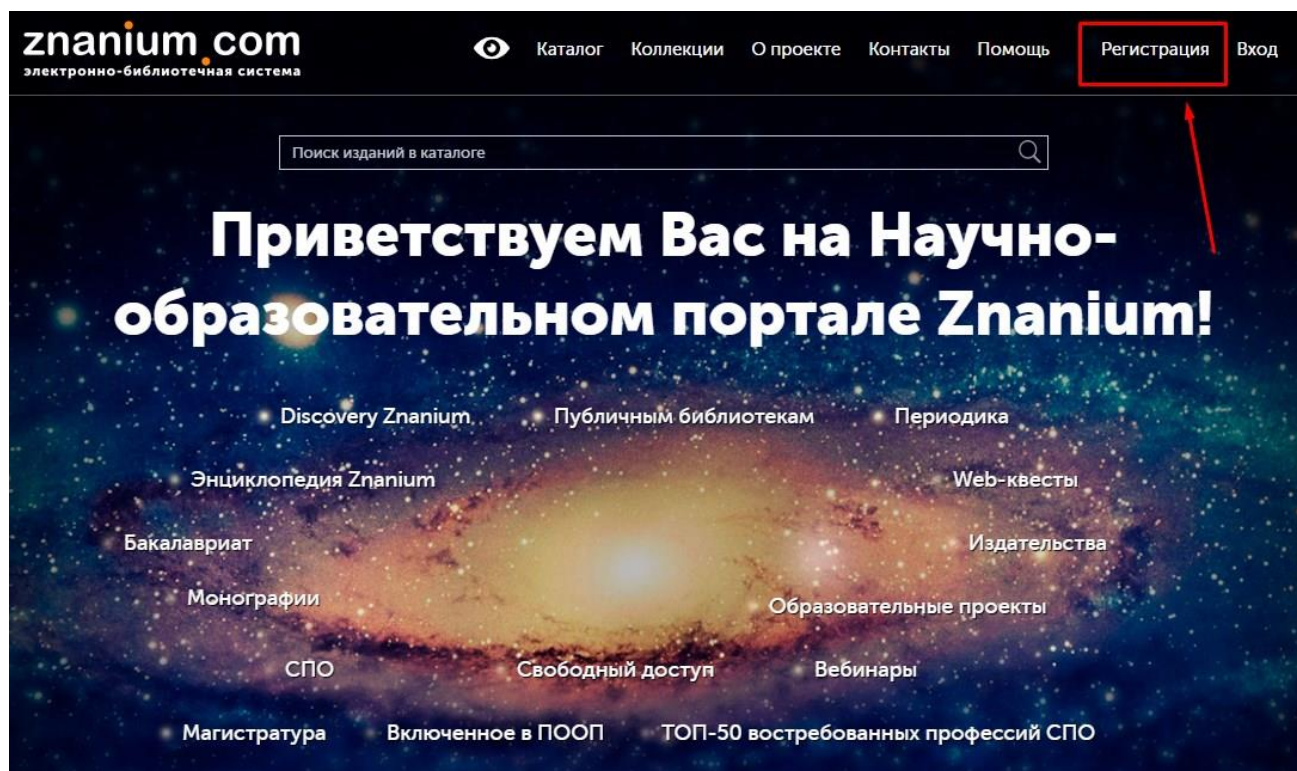 znanium.com
электронно-библиотечная система
Каталог Коллекции О проекте Контакты Помощь Регистрация Вход
Поиск изданий в каталоге
Приветствуем Вас на Научно-
образовательном портале Znanium!
Discovery Znanium Публичным библиотекам Периодика
Энциклопедия Znanium Web-квесты
Бакалавриат Издательства
Монографии Образовательные проекты
СПО Свободный доступ Вебинары
Магистратура Включенное в ПООП ТОП-50 востребованных профессий СПО